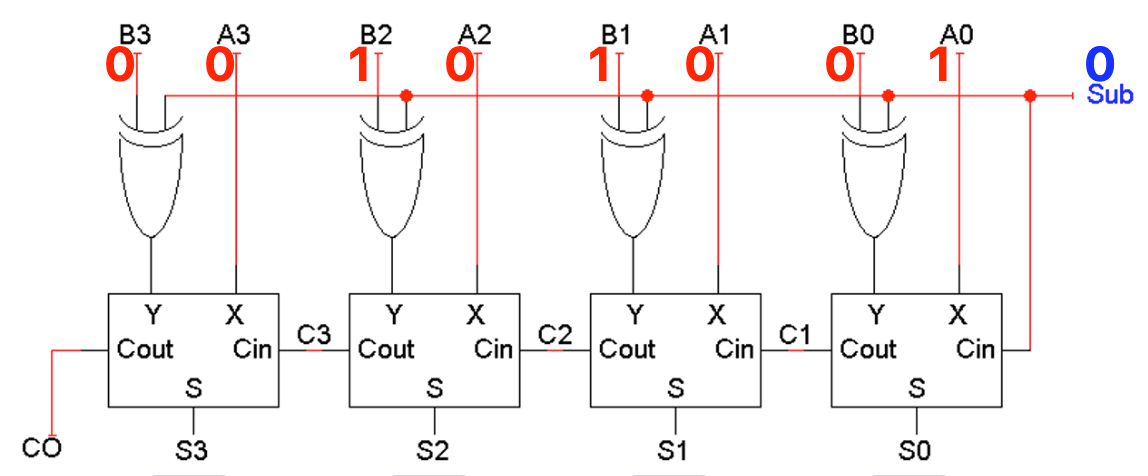 B3 A3 B2 A2 B1 A1 B0 A0
0 0 1 0 1 0 0 1 0
Sub
Y X Y X Y X Y X
C3 C2 C1
Cout Cin Cout Cin Cout Cin Cout Cin
S S S S
CO S3 S2 S1 S0